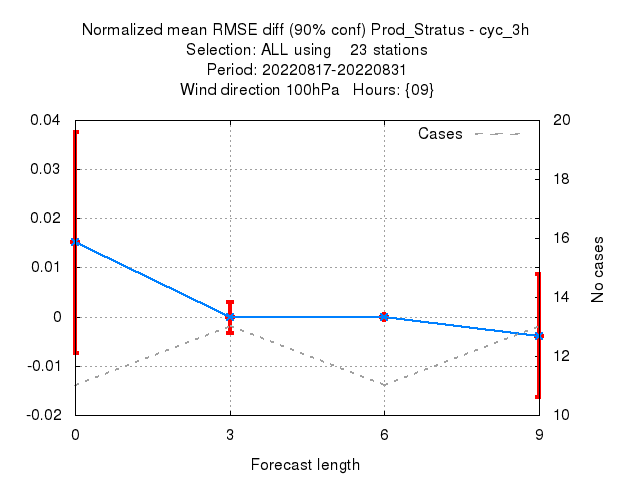 Normalized mean RMSE diff (90% conf) Prod_Stratus - cyc_3h
Selection: ALL using 23 stations
Period: 20220817-20220831
Wind direction 100hPa Hours: {09}
Cases
0.04
0.03
0.02
0.01
0
-0.01
-0.02
20
18
16
14
12
10
No cases
0 3 6 9
Forecast length